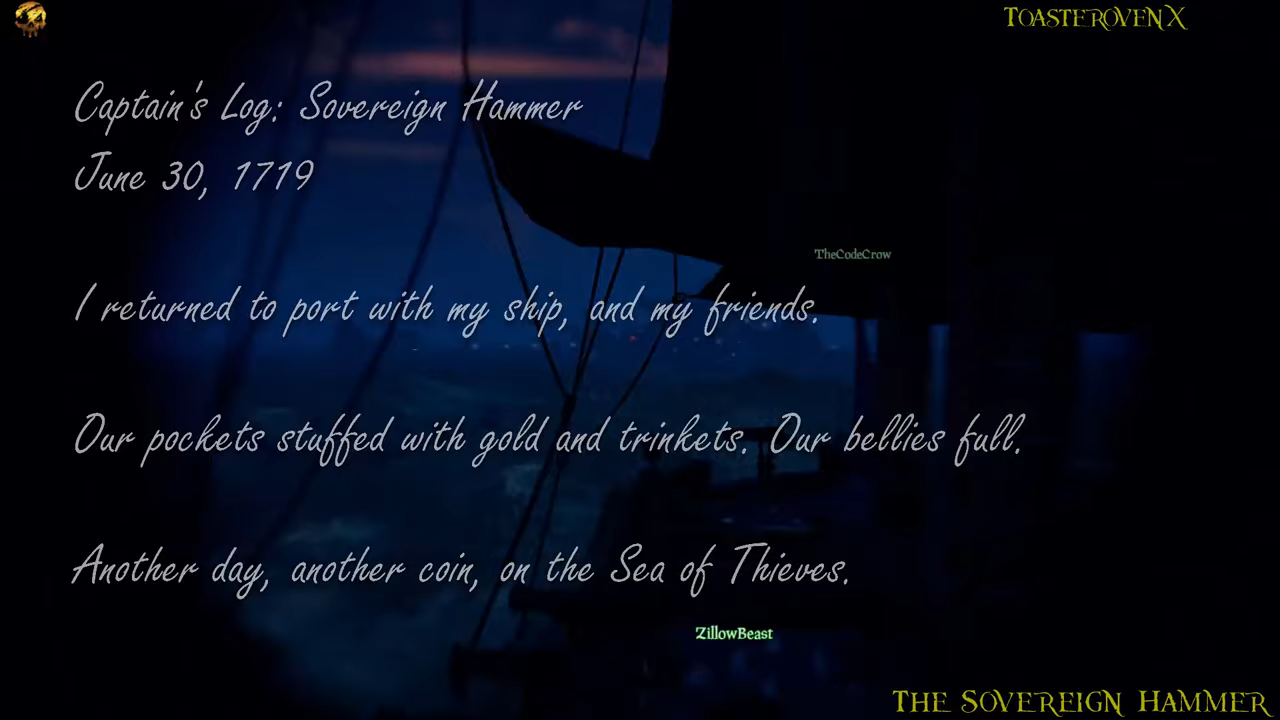 TOASTEROVENX
Captain's Log: Sovereign Hammer
June 30, 1719
TheCodeCrow
I returned to port with my ship, and my friends.
Our pockets stuffed with gold and trinkets. Our bellies full.
Another day, another coin, on the Sea of Thieves.
ZillowBeast
THE SOVEREIGN HAMMER